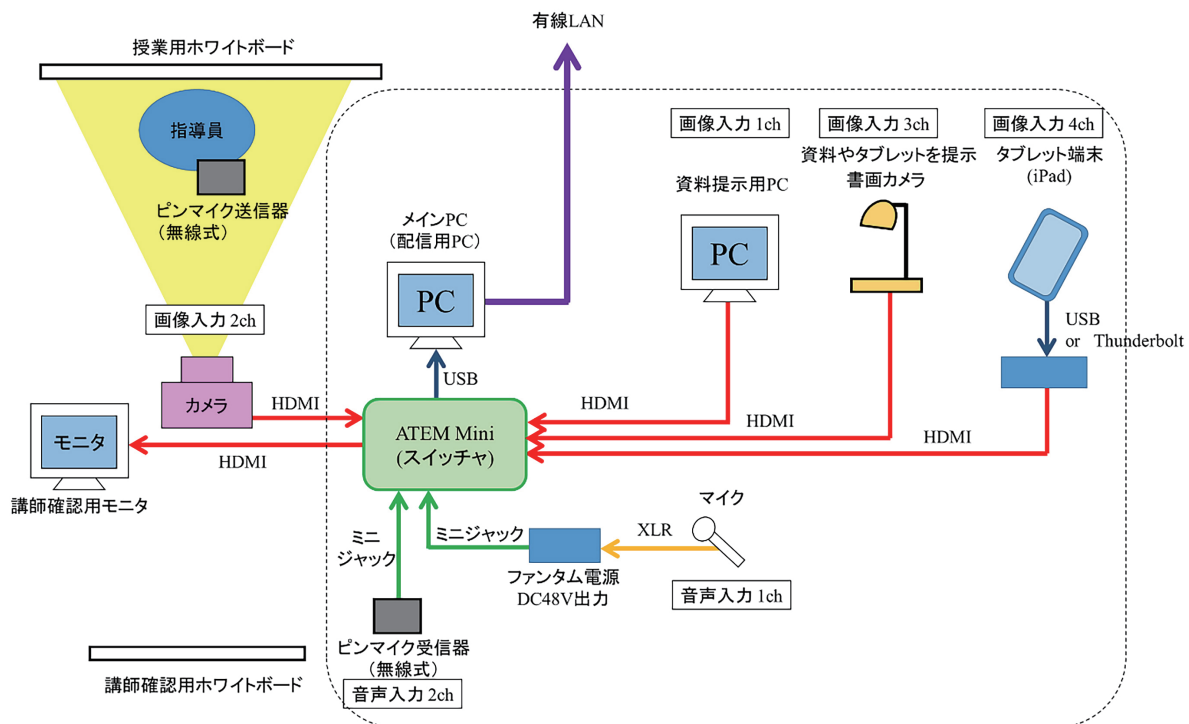 有線LAN
授業用ホワイトボード
指導員
ピンマイク送信器
(無線式)
画像入力 2ch
カメラ
HDMI
モニタ
HDMI
講師確認用モニタ
メインPC
(配信用PC)
PC
USB
ATEM Mini
(スイッチャ)
画像入力 1ch
資料提示用PC
PC
HDMI
画像入力 3ch
資料やタブレットを提示
書画カメラ
HDMI
画像入力 4ch
タブレット端末
(iPad)
USB
or Thunderbolt
HDMI
ミニ
ジャック
ミニジャック
XLR
マイク
ファンタム電源
DC48V出力
音声入力 1ch
ピンマイク受信器
(無線式)
音声入力 2ch
講師確認用ホワイトボード